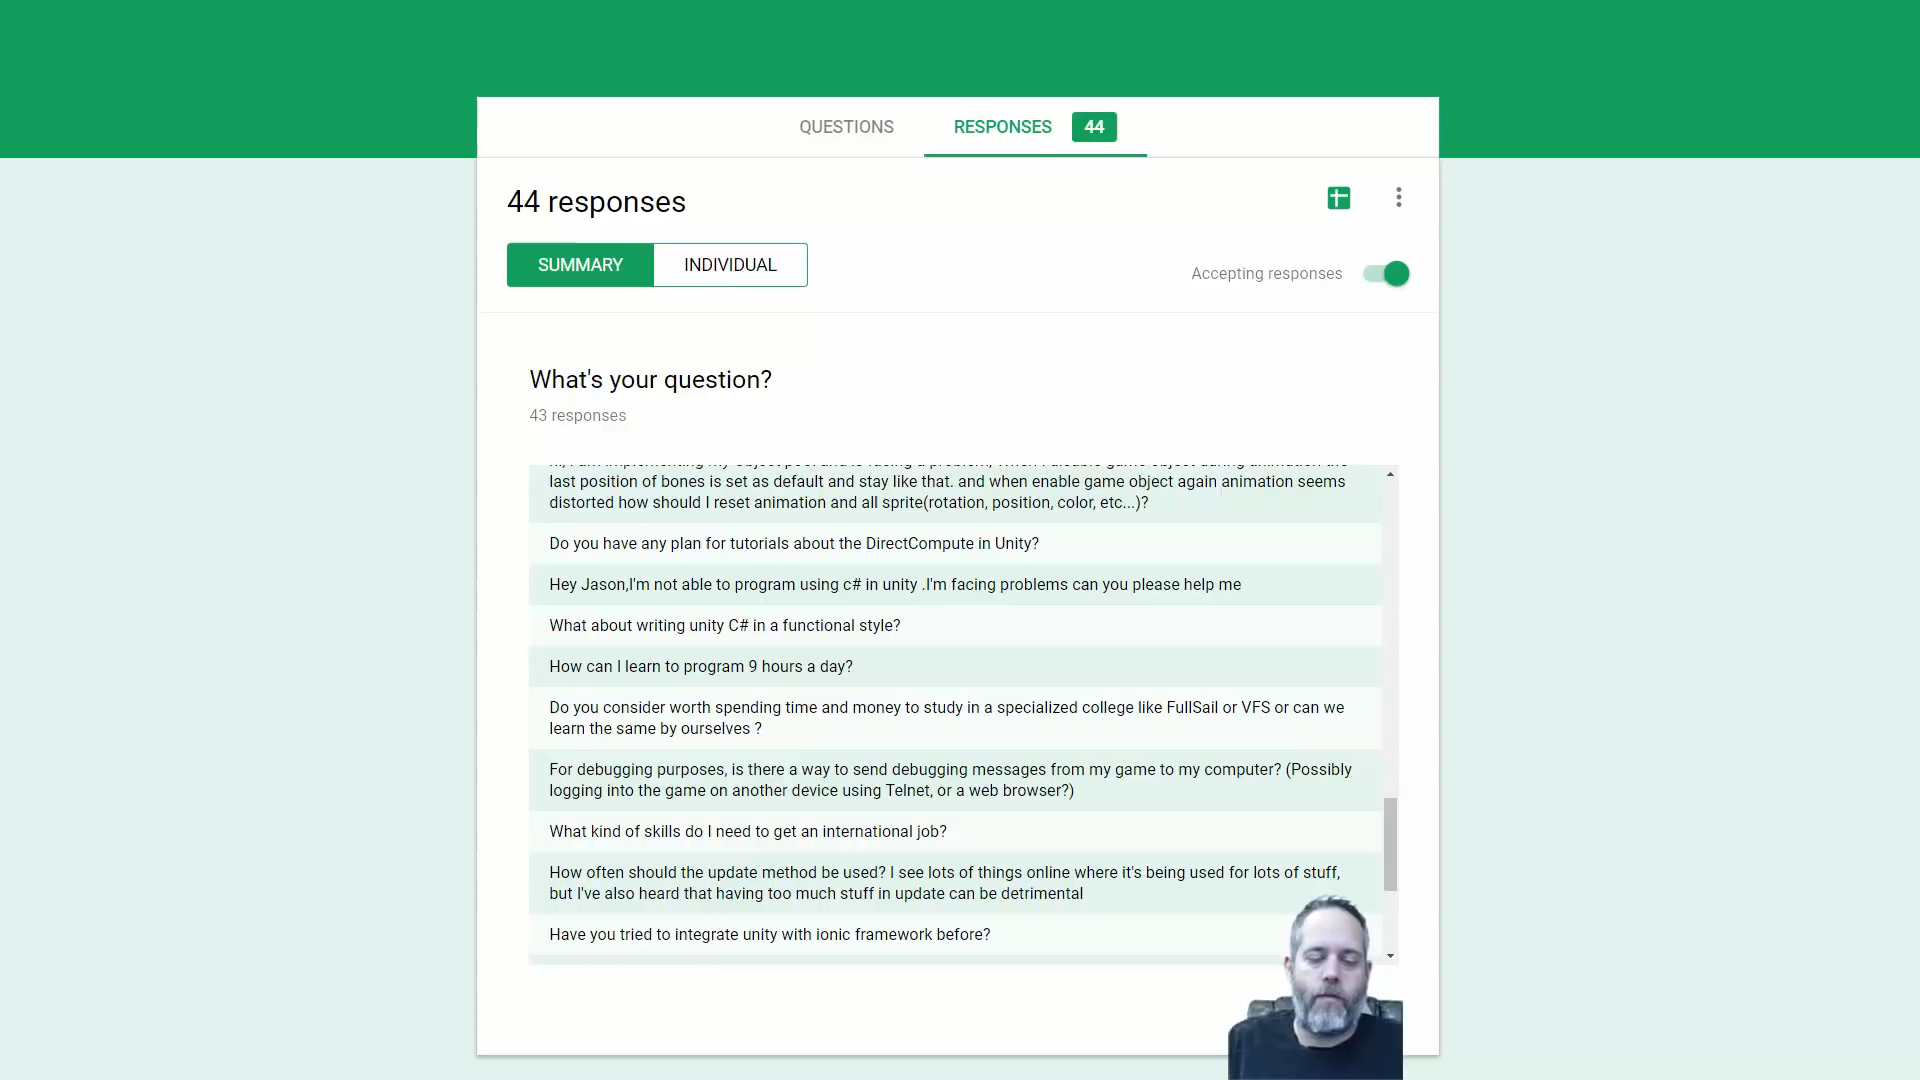 QUESTIONS
RESPONSES 44
44 responses
SUMMARY
INDIVIDUAL
Accepting responses
What's your question?
43 responses
last position of bones is set as default and stay like that. and when enable game object again animation seems
distorted how should I reset animation and all sprite(rotation, position, color, etc...)?
Do you have any plan for tutorials about the DirectCompute in Unity?
Hey Jason,I'm not able to program using c# in unity .I'm facing problems can you please help me
What about writing unity C# in a functional style?
How can I learn to program 9 hours a day?
Do you consider worth spending time and money to study in a specialized college like FullSail or VFS or can we
learn the same by ourselves ?
For debugging purposes, is there a way to send debugging messages from my game to my computer? (Possibly
logging into the game on another device using Telnet, or a web browser?)
What kind of skills do I need to get an international job?
How often should the update method be used? I see lots of things online where it's being used for lots of stuff,
but I've also heard that having too much stuff in update can be detrimental
Have you tried to integrate unity with ionic framework before?